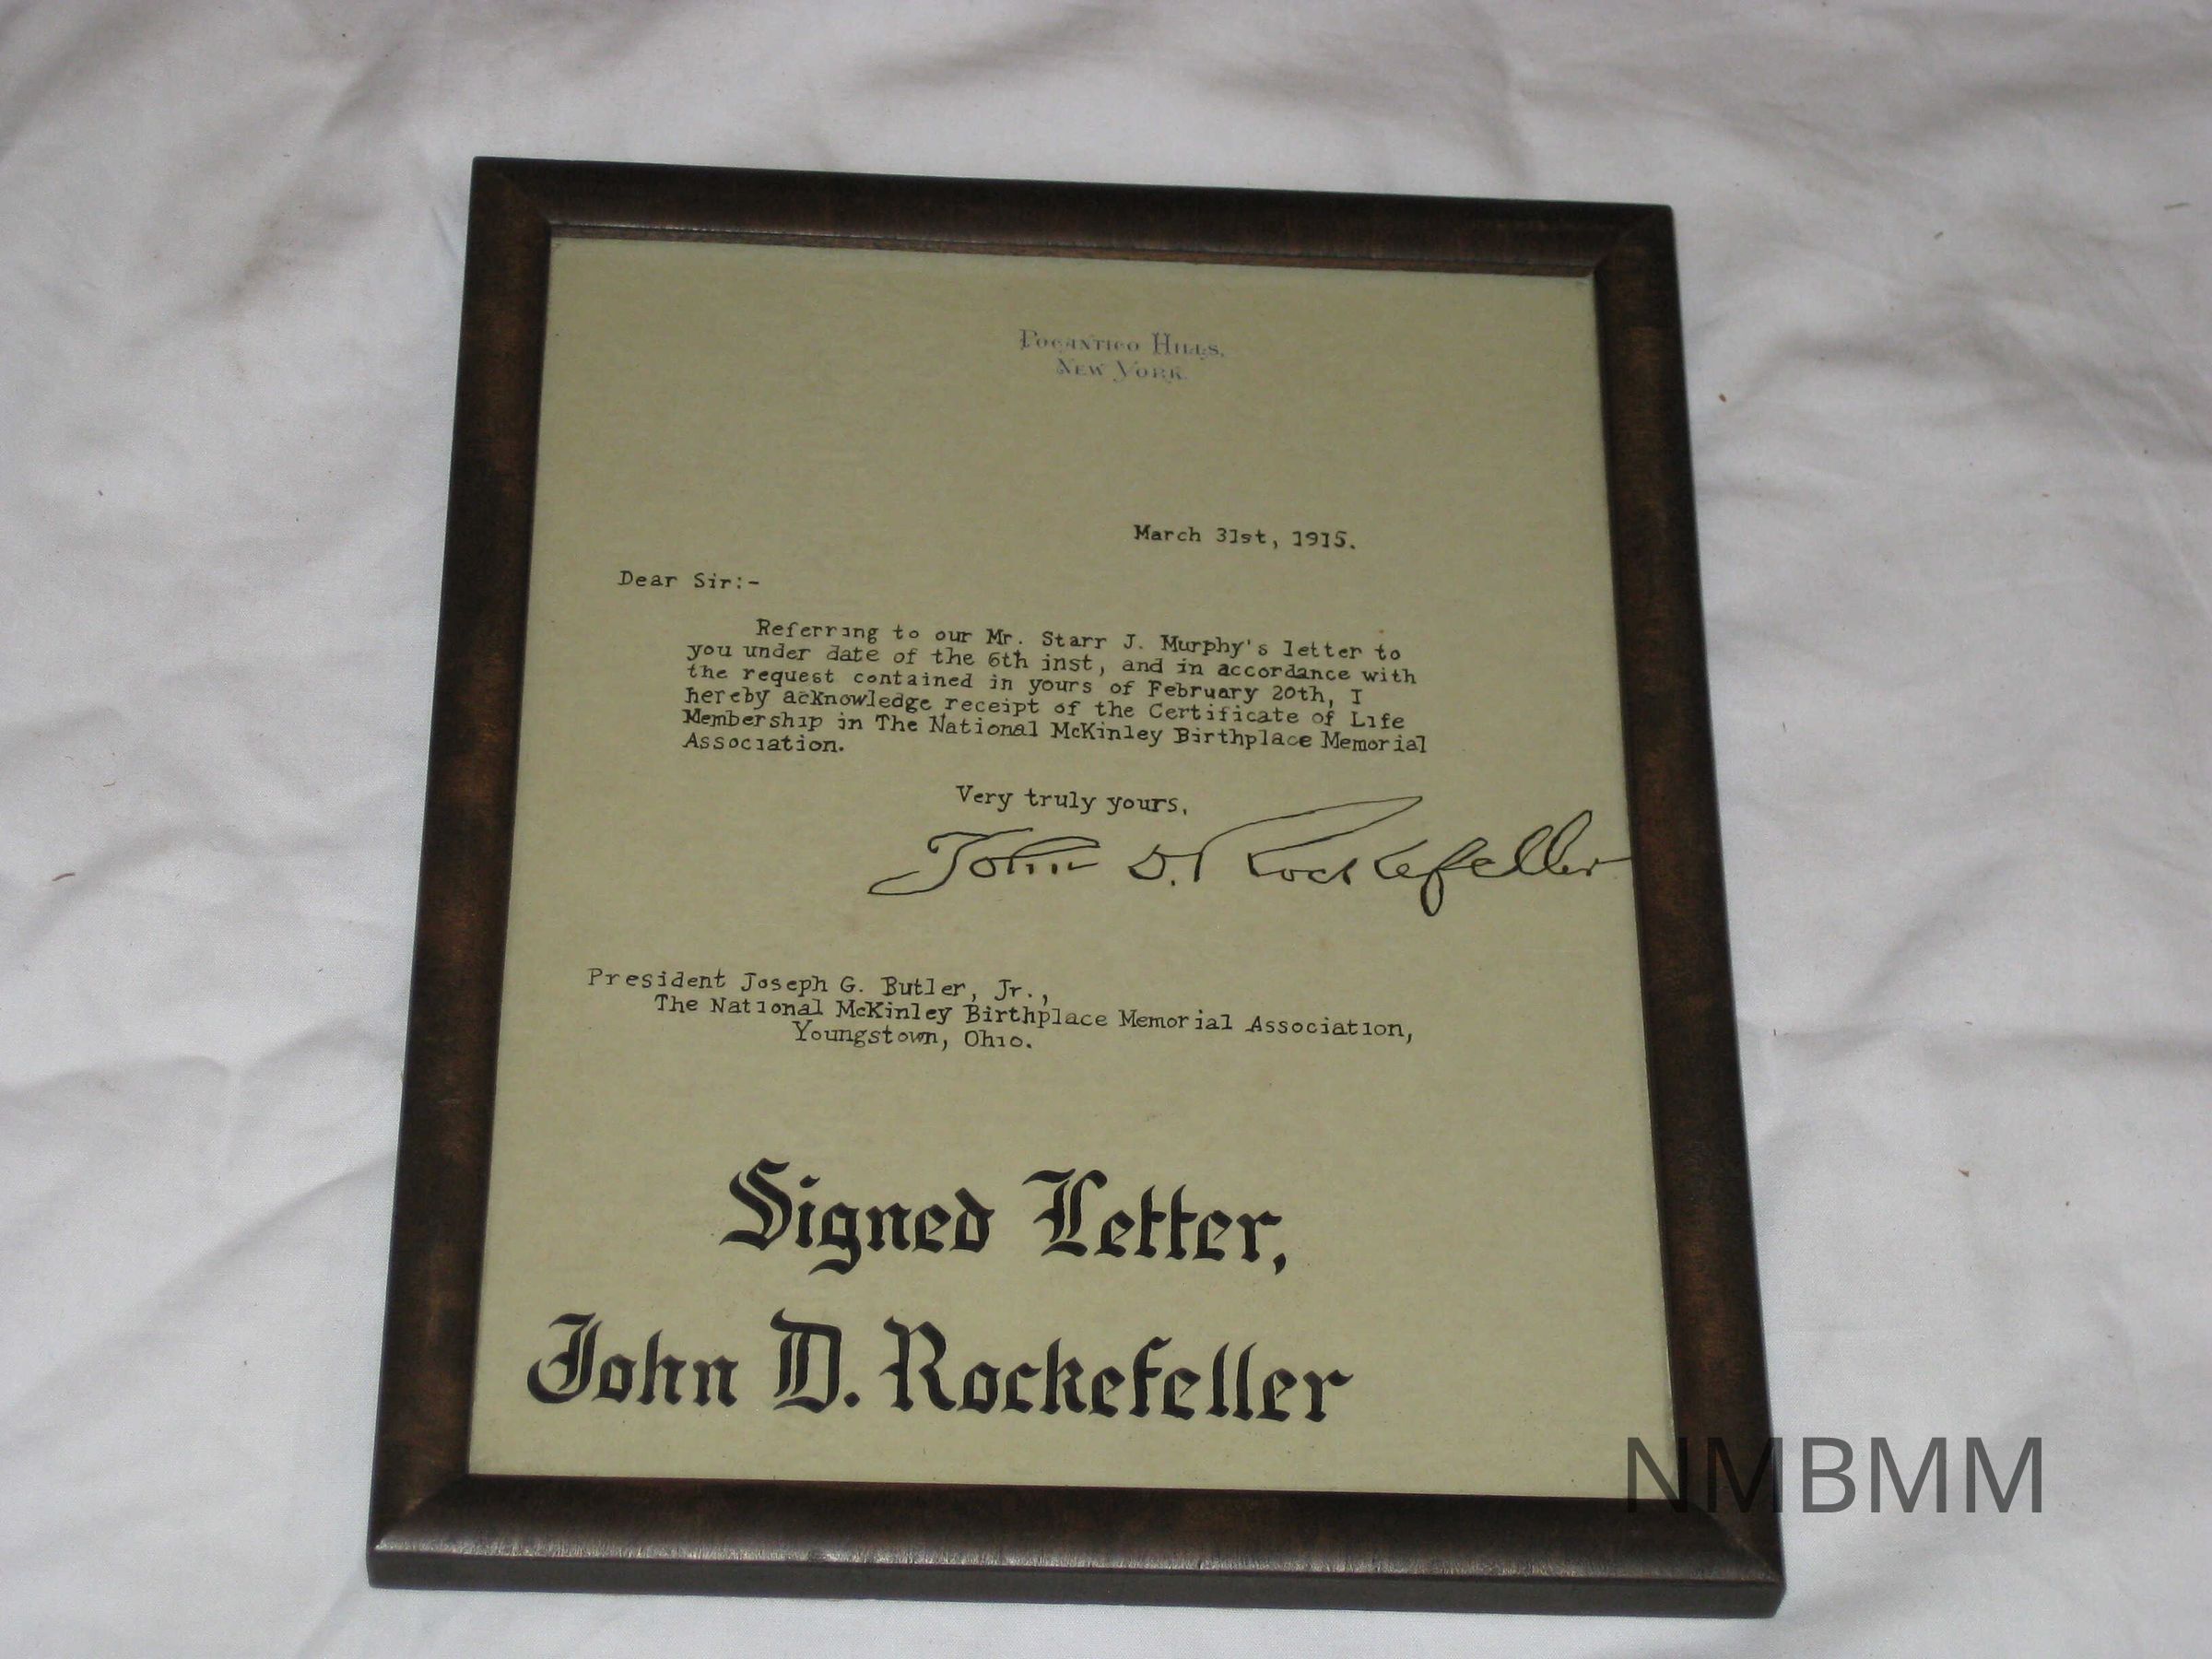 Pocantico Hills,
New York.
March 31st, 1915.
Dear Sir:-
Referring to our Mr. Starr J. Murphy's letter to
you under date of the 6th inst, and in accordance with
the request contained in yours of February 20th, I
hereby acknowledge receipt of the Certificate of Life
Membership in The National McKinley Birthplace Memorial
Association.
Very truly yours,
John D. Rockefeller
President Joseph G. Butler, Jr.,
The National McKinley Birthplace Memorial Association,
Youngstown, Ohio.
Signed Letter,
John D. Rockefeller
NMBMM